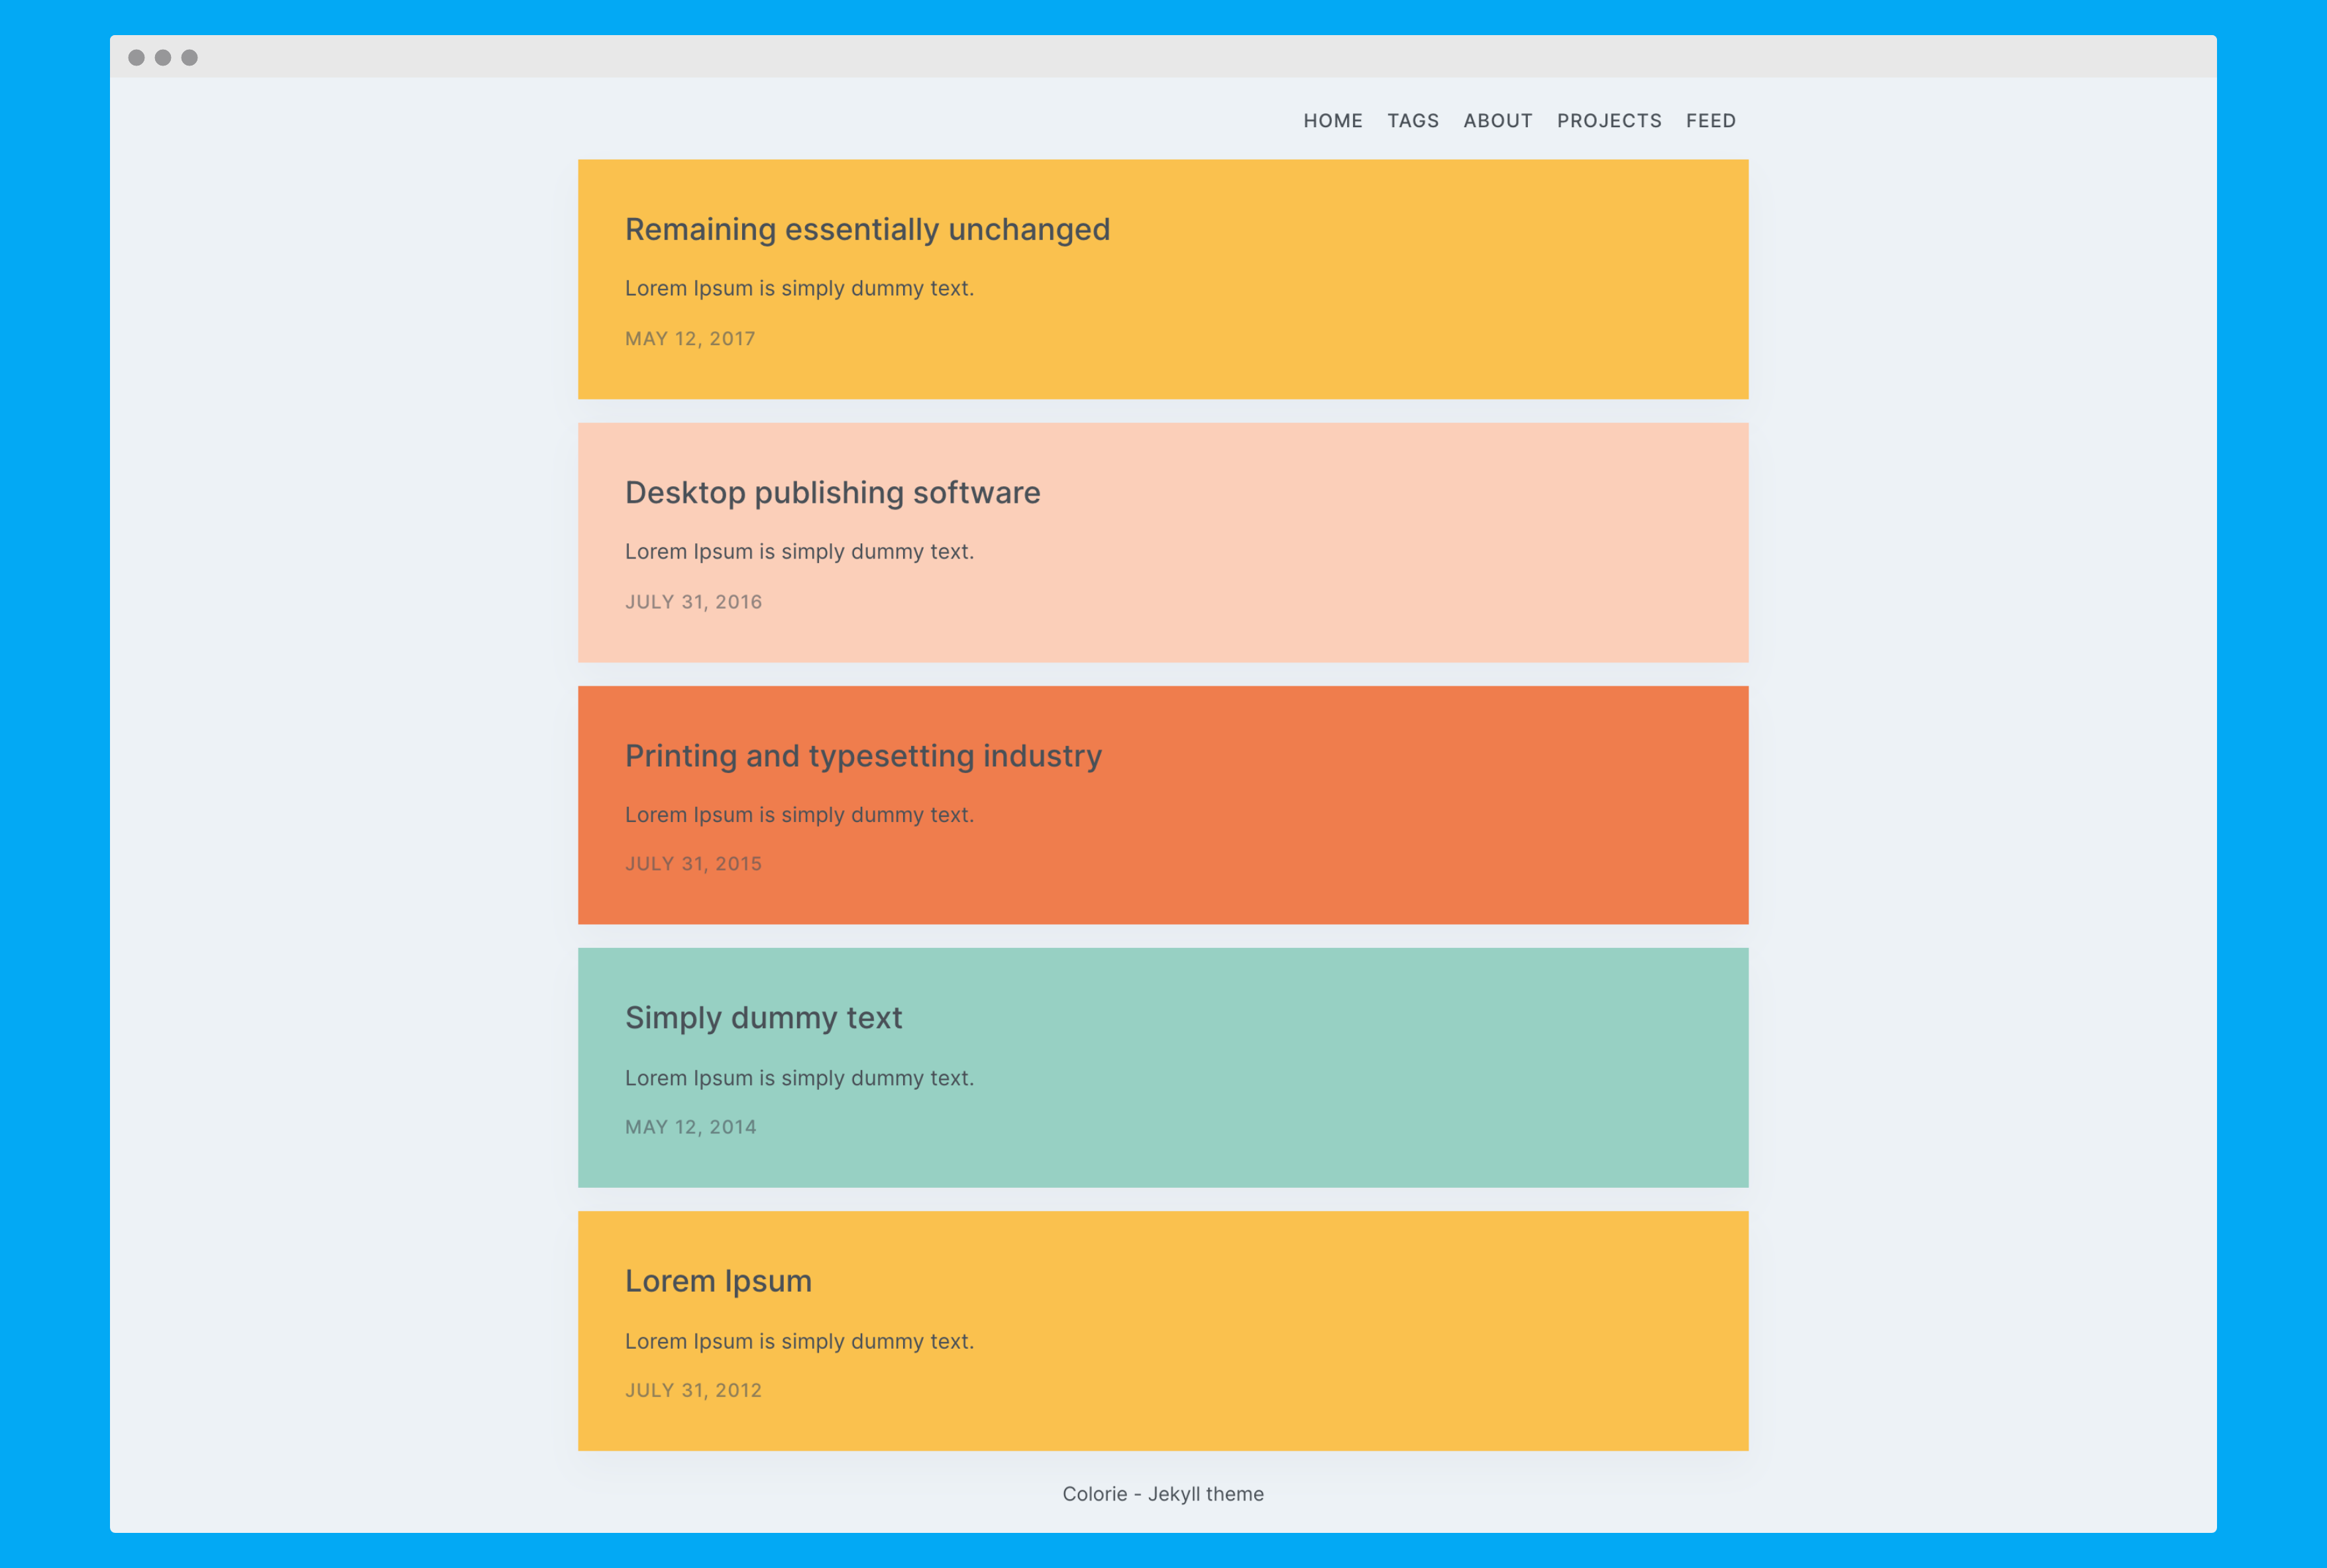 HOME TAGS ABOUT PROJECTS FEED
Remaining essentially unchanged
Lorem Ipsum is simply dummy text.
MAY 12, 2017
Desktop publishing software
Lorem Ipsum is simply dummy text.
JULY 31, 2016
Printing and typesetting industry
Lorem Ipsum is simply dummy text.
JULY 31, 2015
Simply dummy text
Lorem Ipsum is simply dummy text.
MAY 12, 2014
Lorem Ipsum
Lorem Ipsum is simply dummy text.
JULY 31, 2012
Colorie - Jekyll theme